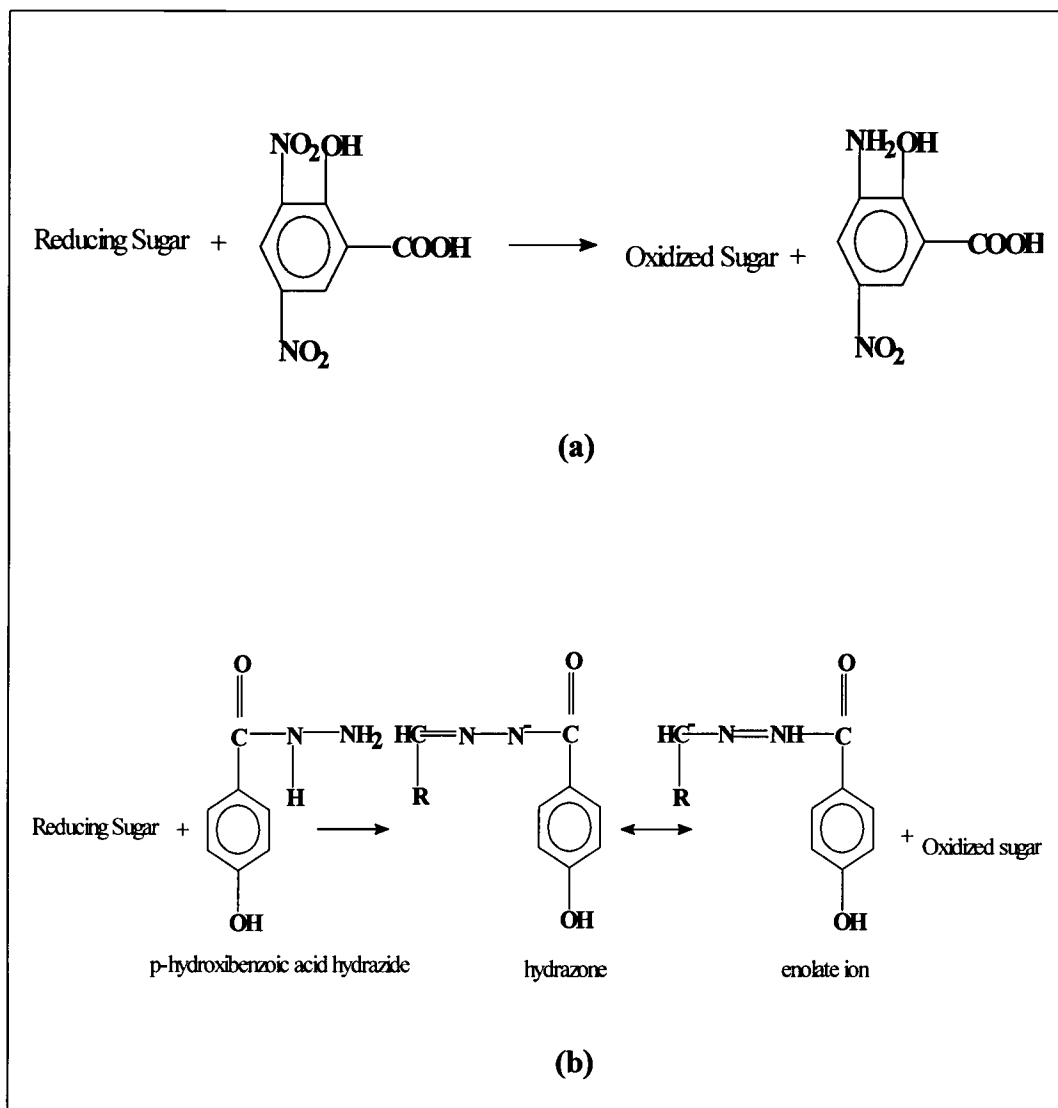 NO₂OH
Reducing Sugar + COOH
NO₂
NH₂OH
Oxidized Sugar + COOH
NO₂
(a)
O
C N NH₂
H
Reducing Sugar +
OH
p-hydroxibenzoic acid hydrazide
O
HC N N⁻ C
R
OH
hydrazone
O
HC⁻ N NH C
R
OH
enolate ion
+ Oxidized sugar
(b)